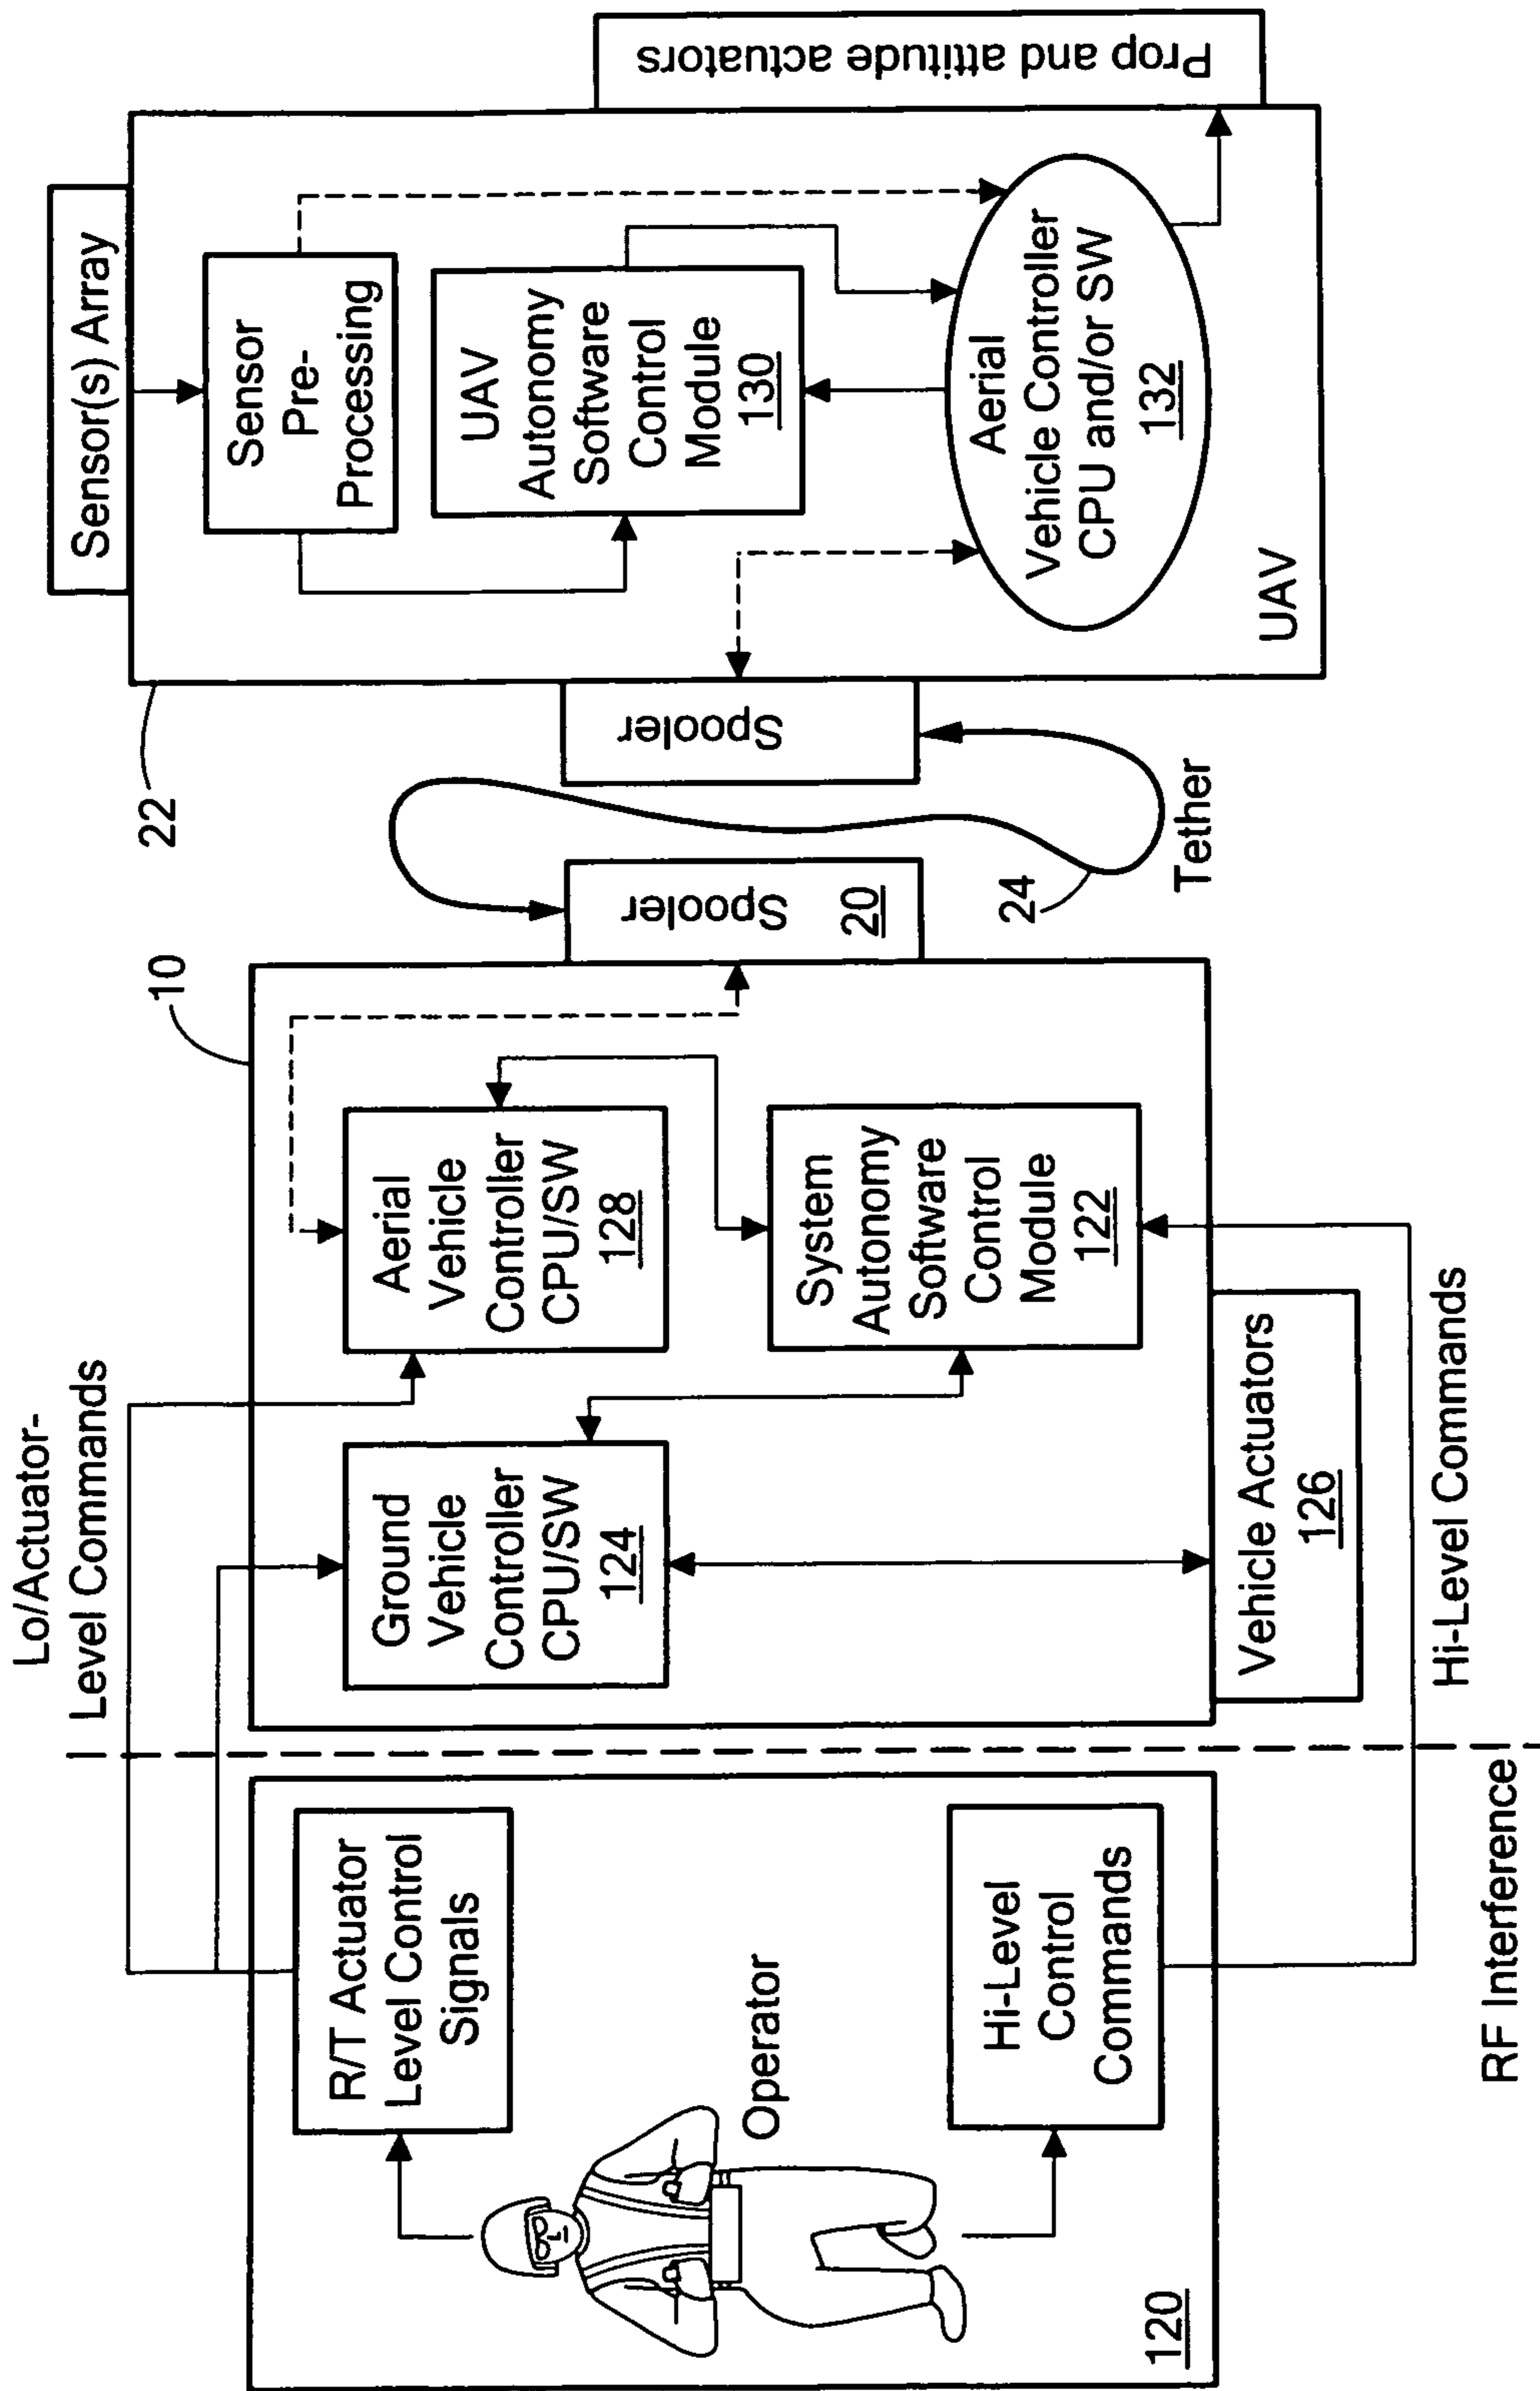 Lo/Actuator-
Level Commands
R/T Actuator
Level Control
Signals
Operator
Hi-Level
Control
Commands
120
RF Interference
Hi-Level Commands
10
Ground
Vehicle
Controller
CPU/SW
124
Aerial
Vehicle
Controller
CPU/SW
128
System
Autonomy
Software
Control
Module
122
Vehicle Actuators
126
Spooler
20
24
Tether
22
Spooler
Sensor(s) Array
Sensor
Pre-
Processing
UAV
Autonomy
Software
Control
Module
130
Aerial
Vehicle Controller
CPU and/or SW
132
UAV
Prop and attitude actuators